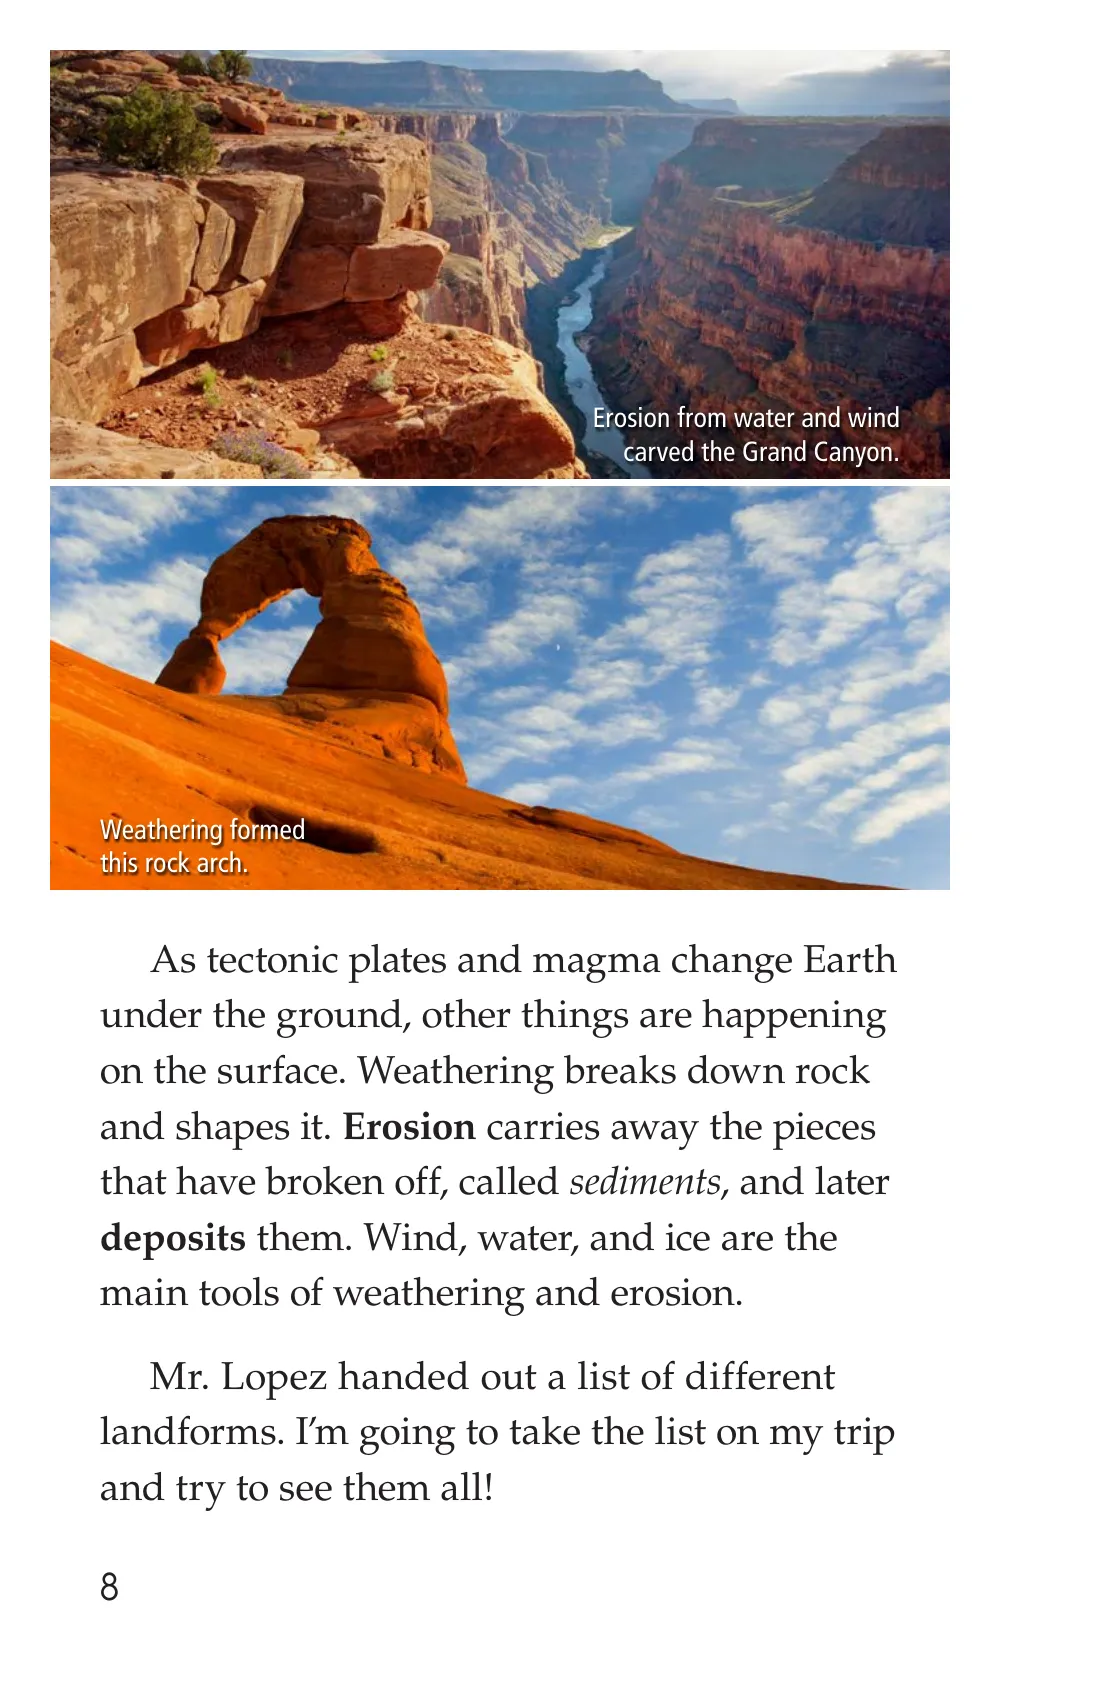 Erosion from water and wind
carved the Grand Canyon.
Weathering formed
this rock arch.
As tectonic plates and magma change Earth
under the ground, other things are happening
on the surface. Weathering breaks down rock
and shapes it. Erosion carries away the pieces
that have broken off, called sediments, and later
deposits them. Wind, water, and ice are the
main tools of weathering and erosion.
Mr. Lopez handed out a list of different
landforms. I’m going to take the list on my trip
and try to see them all!
8